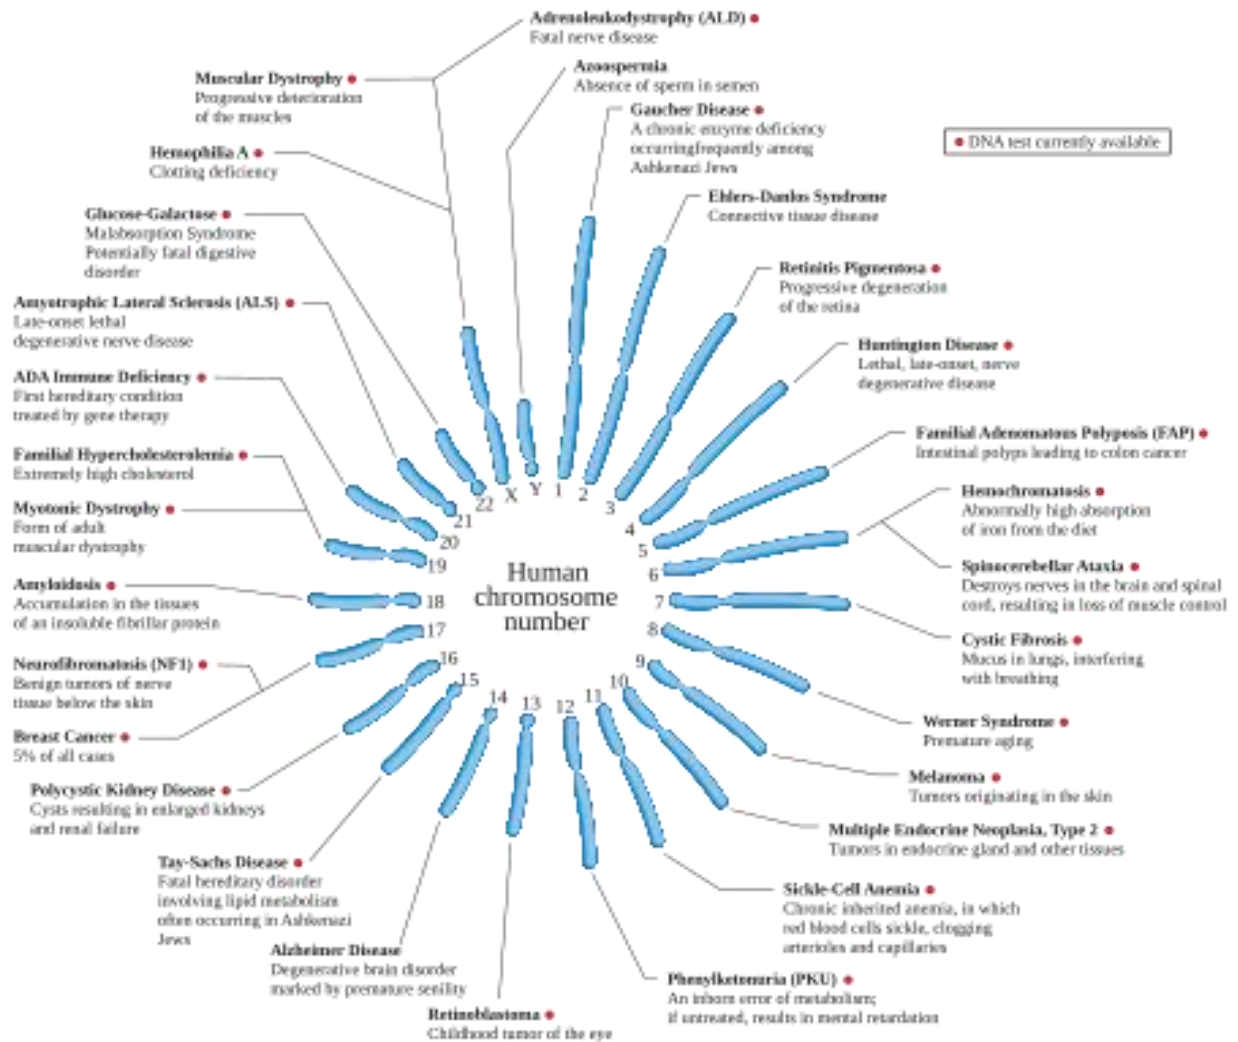 Adrenoleukodystrophy (ALD)
Fatal nerve disease
Muscular Dystrophy
Progressive deterioration
of the muscles
Azoospermia
Absence of sperm in semen
Gaucher Disease
A chronic enzyme deficiency
occurringfrequently among
Ashkenazi Jews
DNA test currently available
Hemophilia A
Clotting deficiency
Ehlers-Danlos Syndrome
Connective tissue disease
Glucose-Galactose
Malabsorption Syndrome
Potentially fatal digestive
disorder
Retinitis Pigmentosa
Progressive degeneration
of the retina
Amyotrophic Lateral Sclerosis (ALS)
Late-onset lethal
degenerative nerve disease
Huntington Disease
Lethal, late-onset, nerve
degenerative disease
ADA Immune Deficiency
First hereditary condition
treated by gene therapy
Familial Adenomatous Polyposis (FAP)
Intestinal polyps leading to colon cancer
Familial Hypercholesterolemia
Extremely high cholesterol
Hemochromatosis
Abnormally high absorption
of iron from the diet
Myotonic Dystrophy
Form of adult
muscular dystrophy
Spinocerebellar Ataxia
Destroys nerves in the brain and spinal
cord, resulting in loss of muscle control
Amyloidosis
Accumulation in the tissues
of an insoluble fibrillar protein
Cystic Fibrosis
Mucus in lungs, interfering
with breathing
Neurofibromatosis (NF1)
Benign tumors of nerve
tissue below the skin
Werner Syndrome
Premature aging
Breast Cancer
5% of all cases
Melanoma
Tumors originating in the skin
Polycystic Kidney Disease
Cysts resulting in enlarged kidneys
and renal failure
Multiple Endocrine Neoplasia, Type 2
Tumors in endocrine gland and other tissues
Tay-Sachs Disease
Fatal hereditary disorder
involving lipid metabolism
often occurring in Ashkenazi
Jews
Sickle-Cell Anemia
Chronic inherited anemia, in which
red blood cells sickle, clogging
arterioles and capillaries
Alzheimer Disease
Degenerative brain disorder
marked by premature senility
Phenylketonuria (PKU)
An inborn error of metabolism;
if untreated, results in mental retardation
Retinoblastoma
Childhood tumor of the eye
Human
chromosome
number
1
2
3
4
5
6
7
8
9
10
11
12
13
14
15
16
17
18
19
20
21
22
X
Y